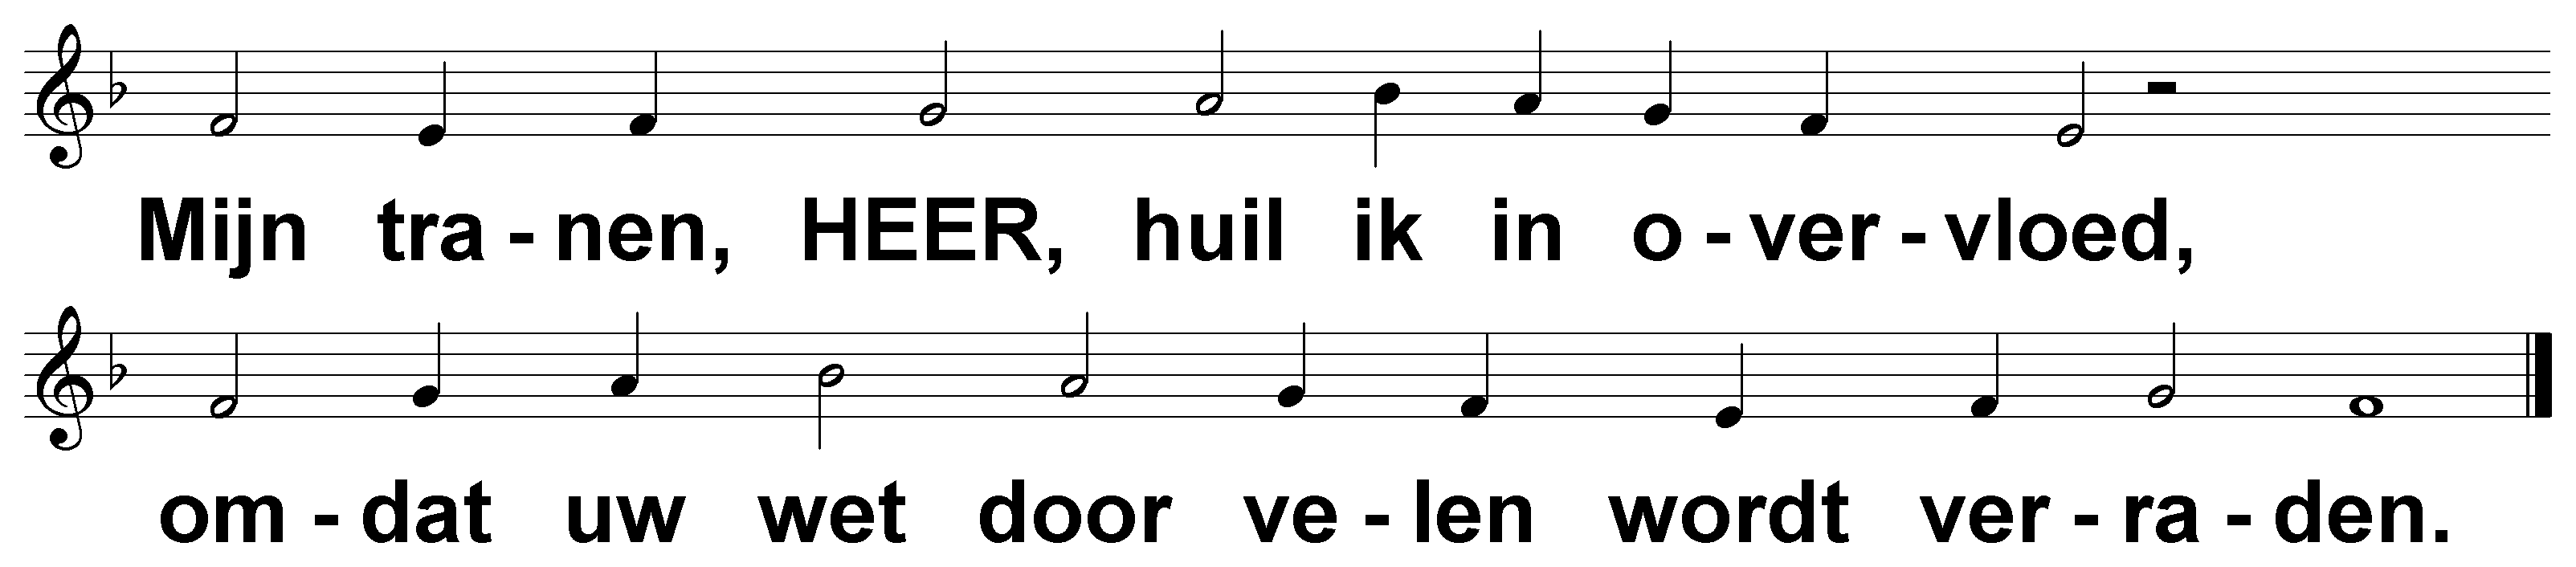 Mijn tra - nen, HEER, huil ik in o - ver - vloed,
om - dat uw wet door ve - len wordt ver - ra - den.